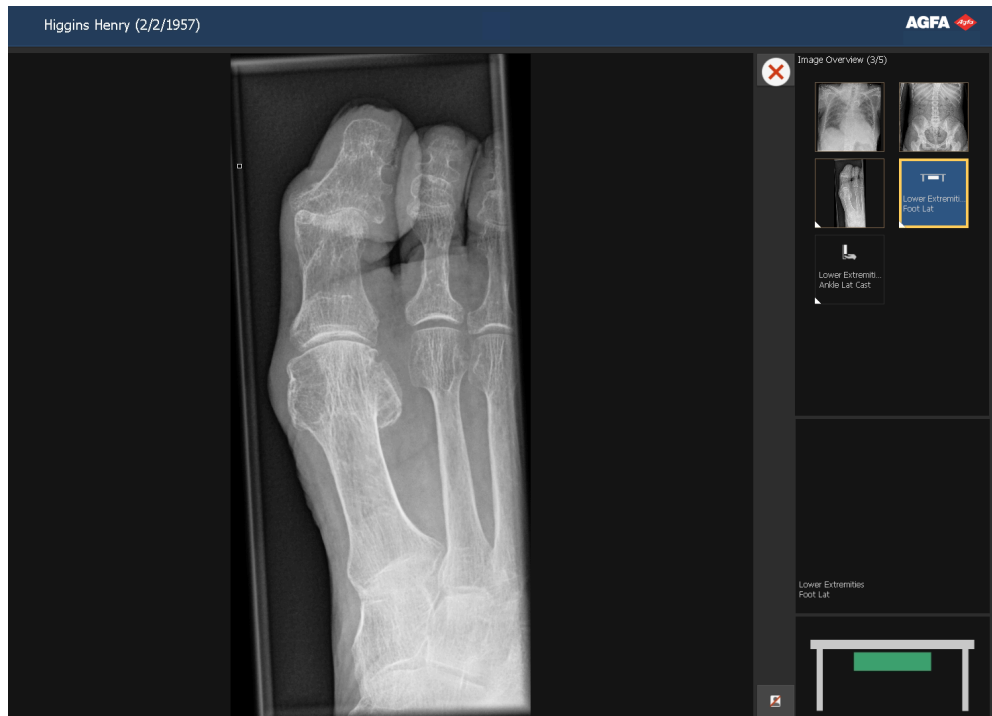 Higgins Henry (2/2/1957)
AGFA
Agfa
Image Overview (3/5)
Lower Extremiti...
Foot Lat
Lower Extremiti...
Ankle Lat Cast
Lower Extremities
Foot Lat